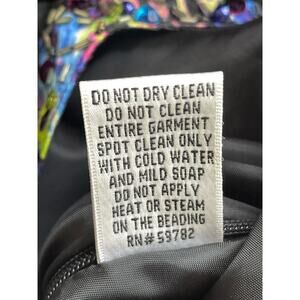 DO NOT DRY CLEAN
DO NOT CLEAN
ENTIRE GARMENT
SPOT CLEAN ONLY
WITH COLD WATER
AND MILD SOAP
DO NOT APPLY
HEAT OR STEAM
ON THE BEADING
RN# 59782